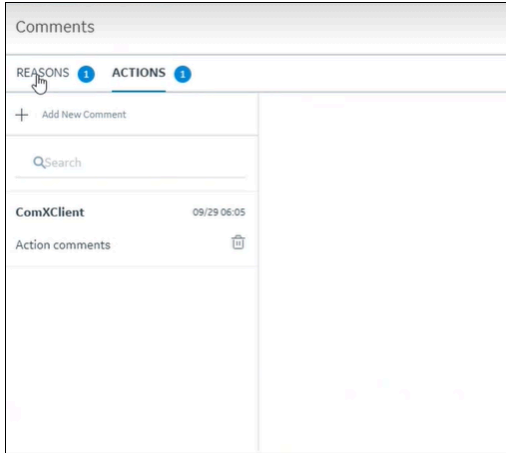 Comments
REASONS 1 ACTIONS 1
+ Add New Comment
Search
ComXClient 09/29 06:05
Action comments